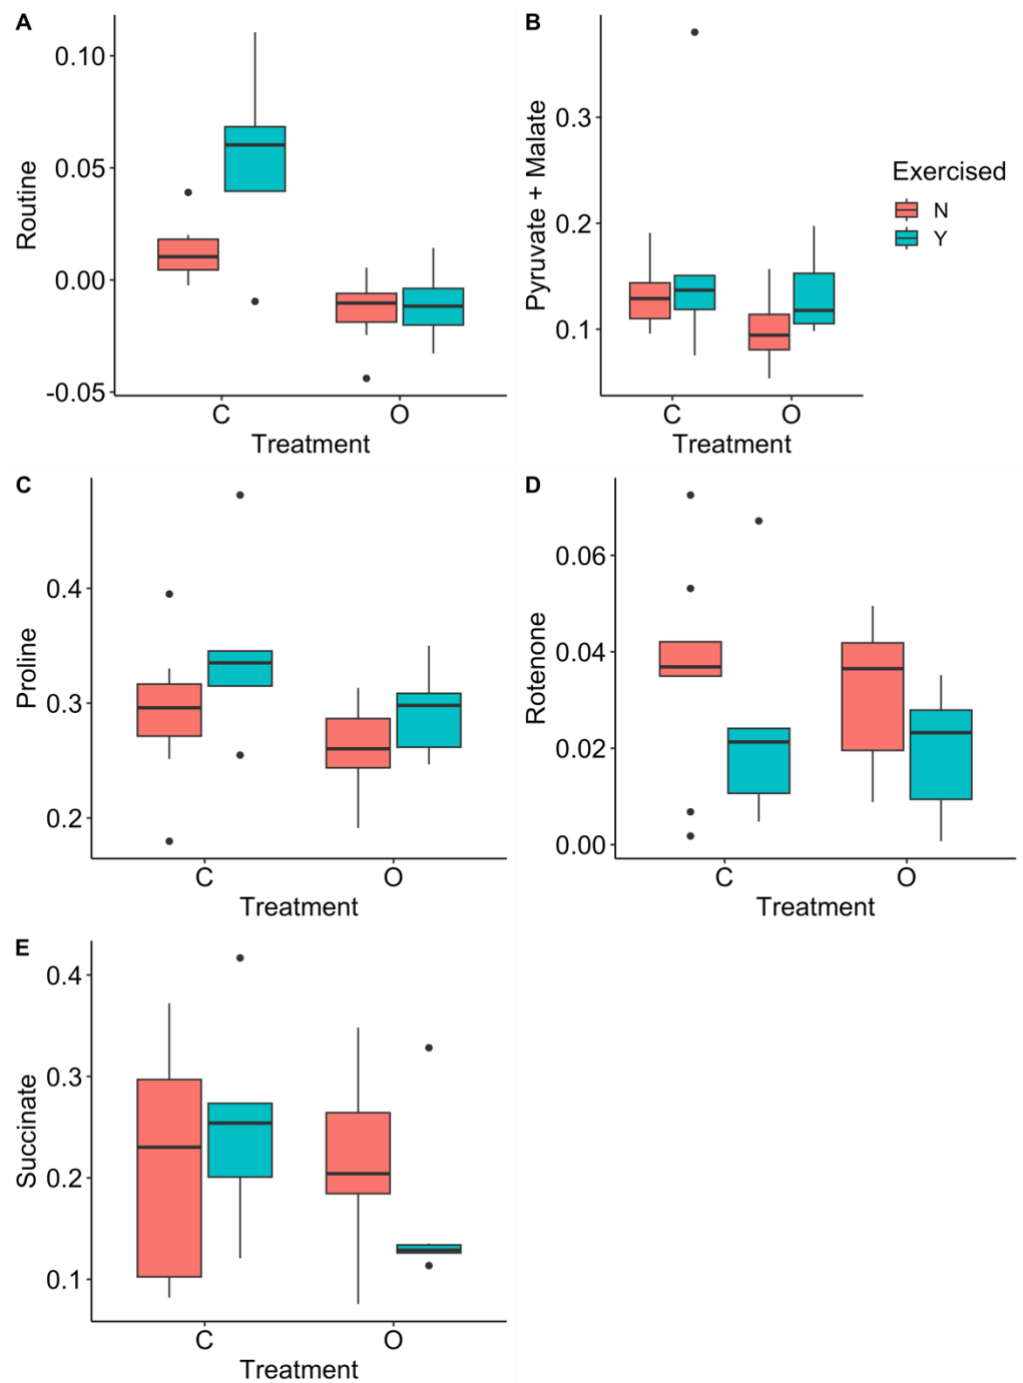 A
Routine
0.10
0.05
0.00
-0.05
C
O
Treatment
B
Pyruvate + Malate
0.3
0.2
0.1
C
O
Treatment
Exercised
N
Y
C
Proline
0.4
0.3
0.2
C
O
Treatment
D
Rotenone
0.06
0.04
0.02
0.00
C
O
Treatment
E
Succinate
0.4
0.3
0.2
0.1
C
O
Treatment